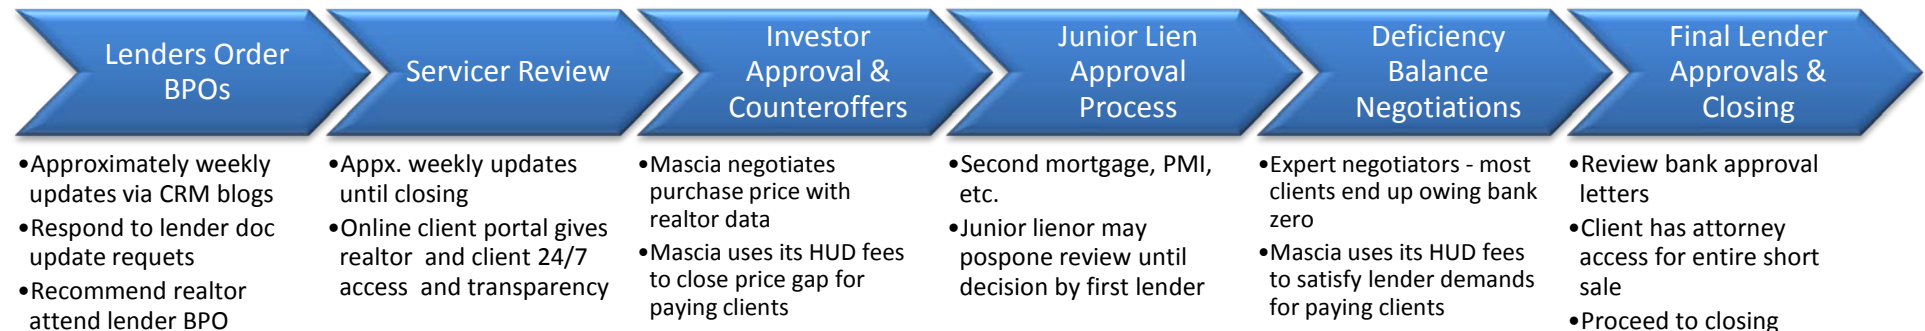 Lenders Order
BPOs
•Approximately weekly
updates via CRM blogs
•Respond to lender doc
update requets
•Recommend realtor
attend lender BPO
Servicer Review
•Appx. weekly updates
until closing
•Online client portal gives
realtor and client 24/7
access and transparency
Investor
Approval &
Counteroffers
•Mascia negotiates
purchase price with
realtor data
•Mascia uses its HUD fees
to close price gap for
paying clients
Junior Lien
Approval
Process
•Second mortgage, PMI,
etc.
•Junior lienor may
pospone review until
decision by first lender
Deficiency
Balance
Negotiations
•Expert negotiators - most
clients end up owing bank
zero
•Mascia uses its HUD fees
to satisfy lender demands
for paying clients
Final Lender
Approvals &
Closing
•Review bank approval
letters
•Client has attorney
access for entire short
sale
•Proceed to closing